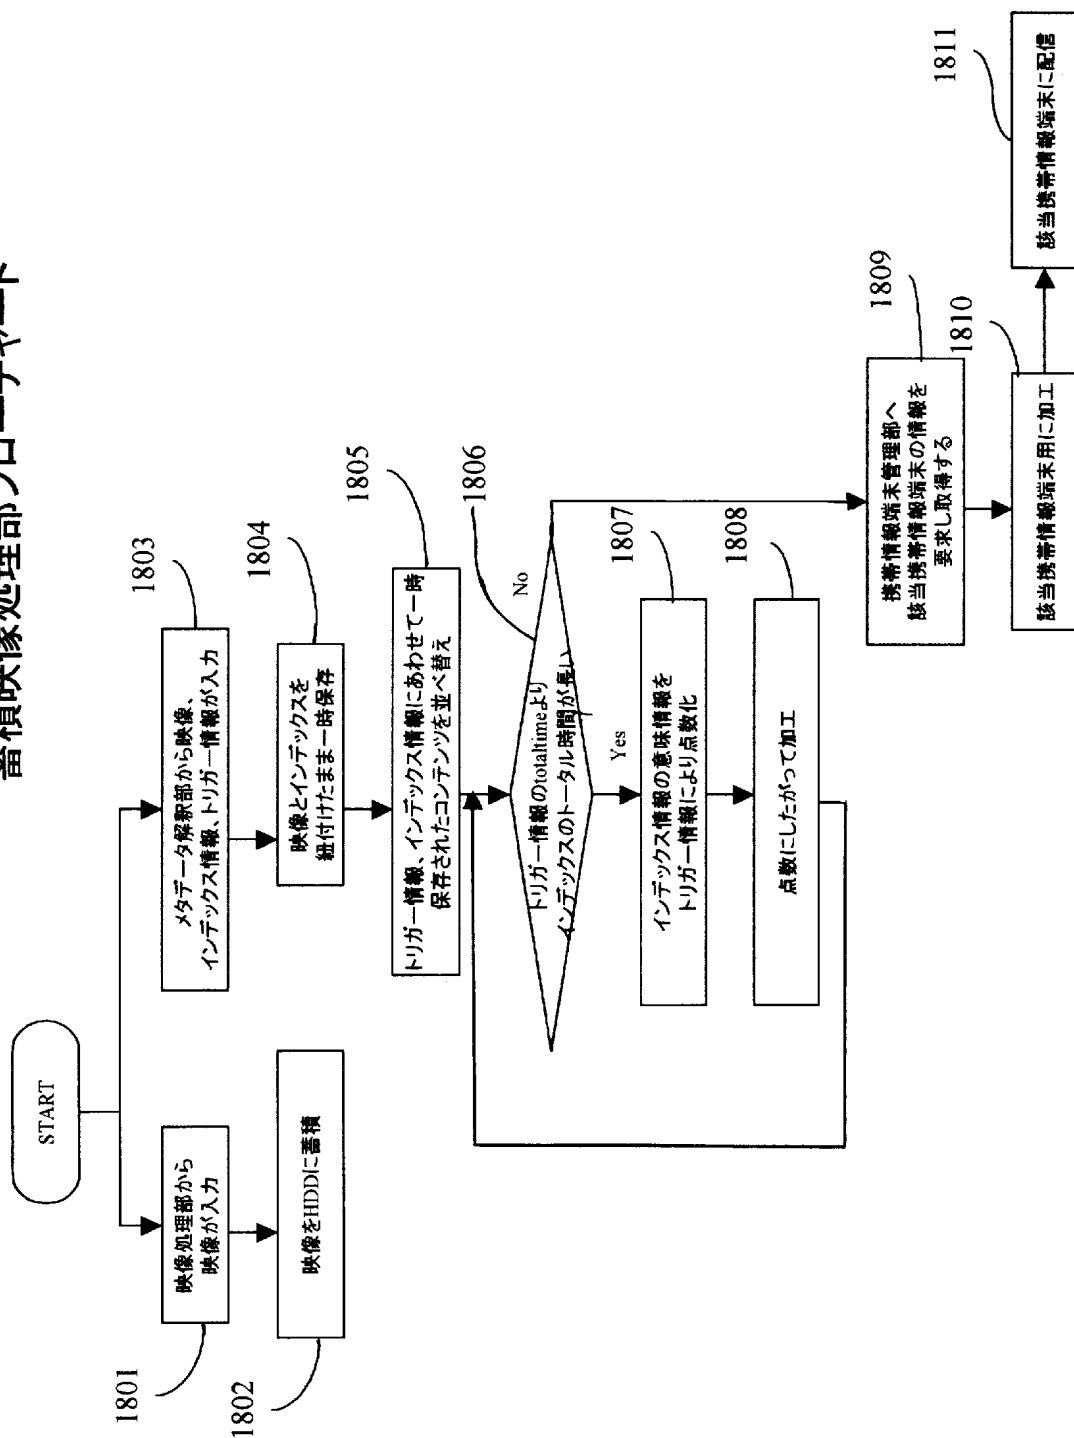 蓄積映像処理部フローチャート
START
1801
映像処理部から
映像が入力
1802
映像をHDDに蓄積
1803
メタデータ解釈部から映像、
インデックス情報、トリガー情報が入力
1804
映像とインデックスを
紐付けたまま一時保存
1805
トリガー情報、インデックス情報にあわせて一時
保存されたコンテンツを並べ替え
1806
トリガー情報のtotaltimeより
インデックスのトータル時間が長い
No
Yes
1807
インデックス情報の意味情報を
トリガー情報により点数化
1808
点数にしたがって加工
1809
携帯情報端末管理部へ
該当携帯情報端末の情報を
要求し取得する
1810
該当携帯情報端末用に加工
1811
該当携帯情報端末に配信